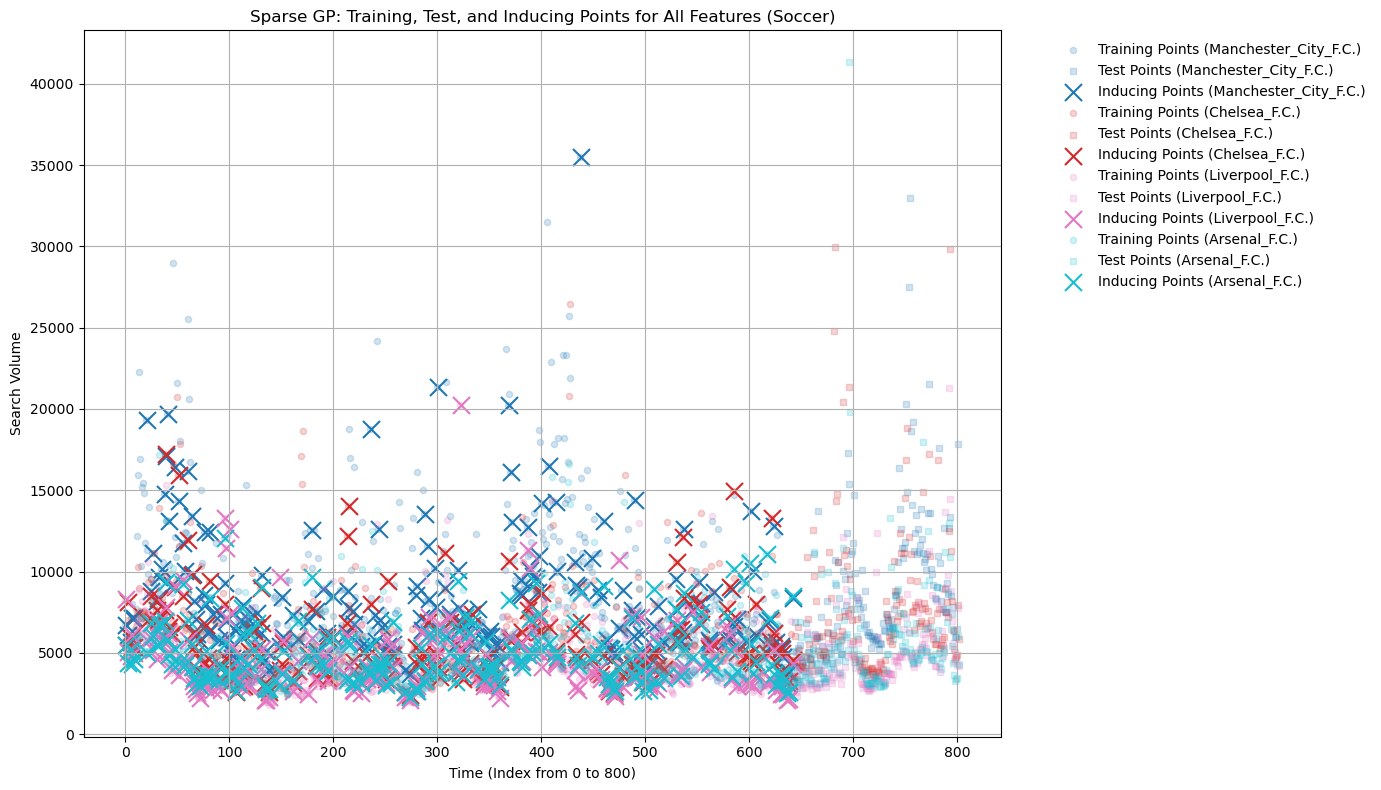 Sparse GP: Training, Test, and Inducing Points for All Features (Soccer)
Training Points (Manchester_City_F.C.)
Test Points (Manchester_City_F.C.)
Inducing Points (Manchester_City_F.C.)
Training Points (Chelsea_F.C.)
Test Points (Chelsea_F.C.)
Inducing Points (Chelsea_F.C.)
Training Points (Liverpool_F.C.)
Test Points (Liverpool_F.C.)
Inducing Points (Liverpool_F.C.)
Training Points (Arsenal_F.C.)
Test Points (Arsenal_F.C.)
Inducing Points (Arsenal_F.C.)
Search Volume
40000
35000
30000
25000
20000
15000
10000
5000
0
0 100 200 300 400 500 600 700 800
Time (Index from 0 to 800)